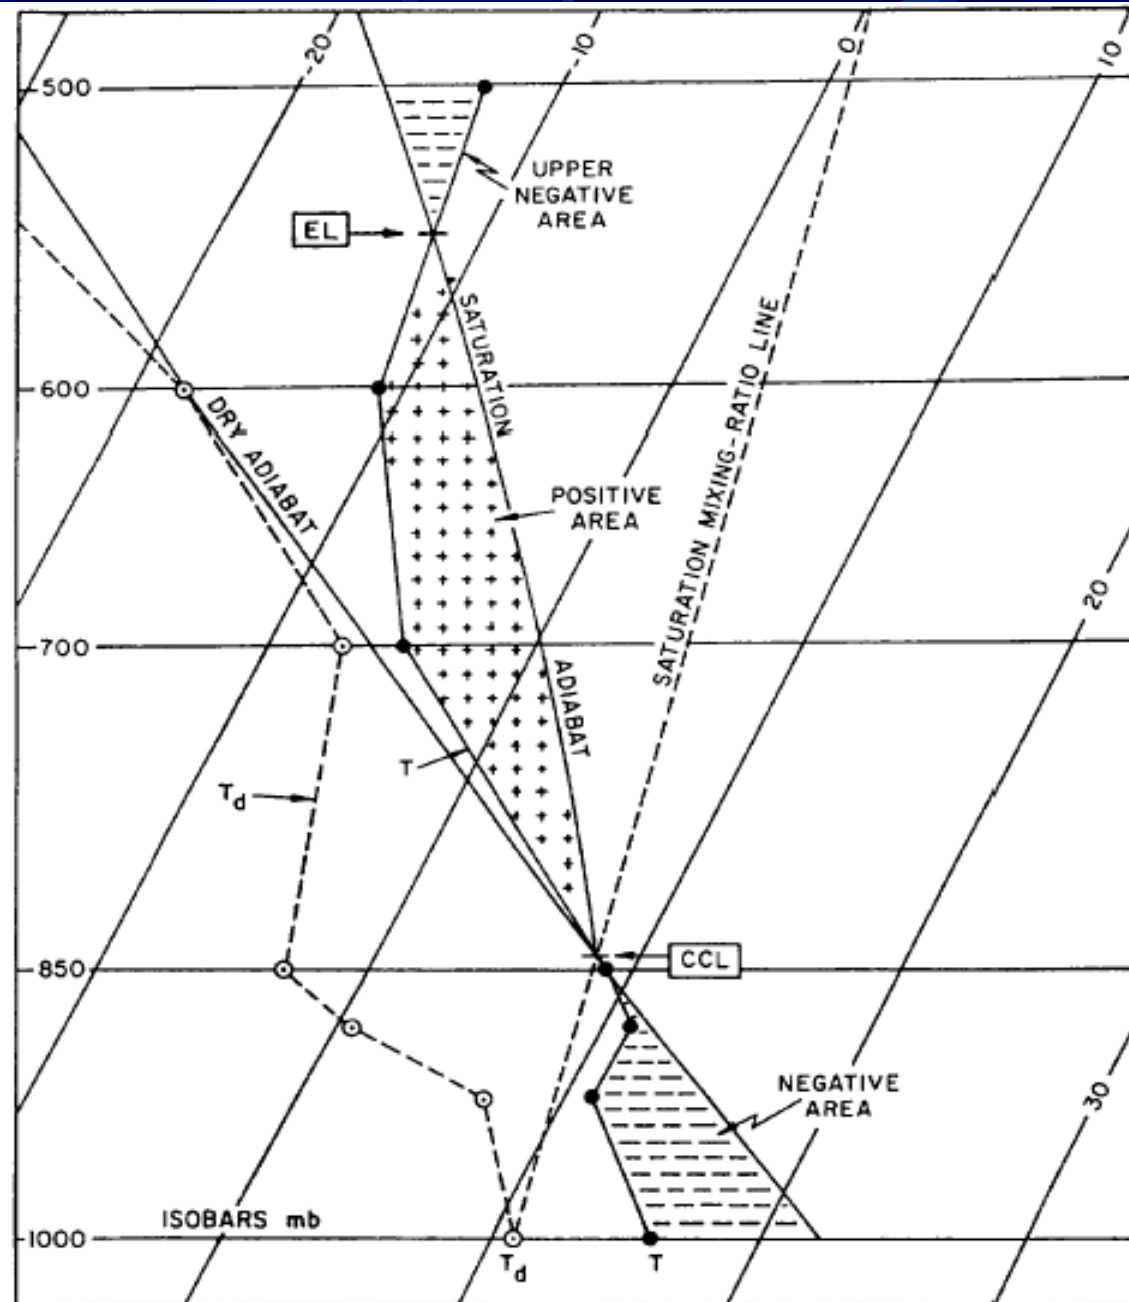 -20
-10
0
10
500
UPPER
NEGATIVE
AREA
EL
SATURATION
SATURATION MIXING-RATIO LINE
600
DRY ADIABAT
POSITIVE
AREA
20
700
ADIABAT
T
Td
CCL
850
NEGATIVE
AREA
30
ISOBARS mb
1000
Td
T